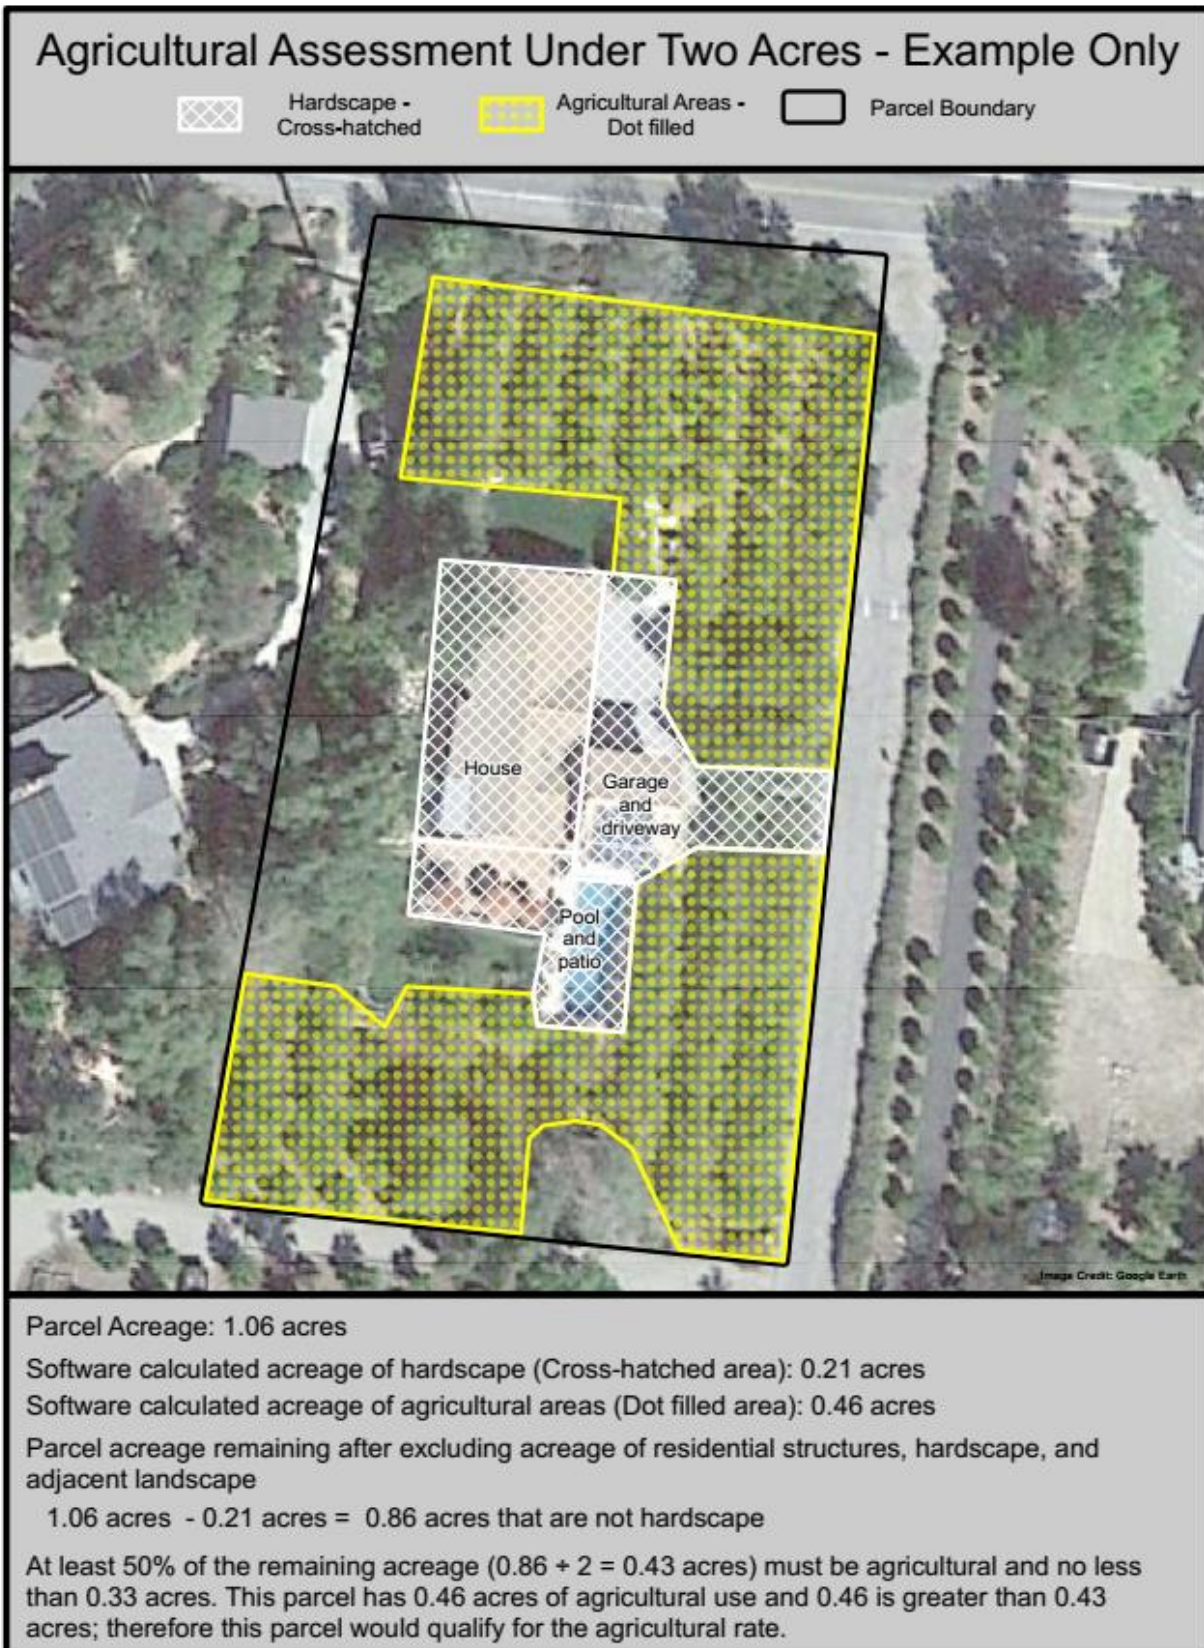 Agricultural Assessment Under Two Acres - Example Only
Hardscape -
Cross-hatched
Agricultural Areas -
Dot filled
Parcel Boundary
House
Garage
and
driveway
Pool
and
patio
Image Credit: Google Earth
Parcel Acreage: 1.06 acres
Software calculated acreage of hardscape (Cross-hatched area): 0.21 acres
Software calculated acreage of agricultural areas (Dot filled area): 0.46 acres
Parcel acreage remaining after excluding acreage of residential structures, hardscape, and
adjacent landscape
1.06 acres - 0.21 acres = 0.86 acres that are not hardscape
At least 50% of the remaining acreage (0.86 ÷ 2 = 0.43 acres) must be agricultural and no less
than 0.33 acres. This parcel has 0.46 acres of agricultural use and 0.46 is greater than 0.43
acres; therefore this parcel would qualify for the agricultural rate.